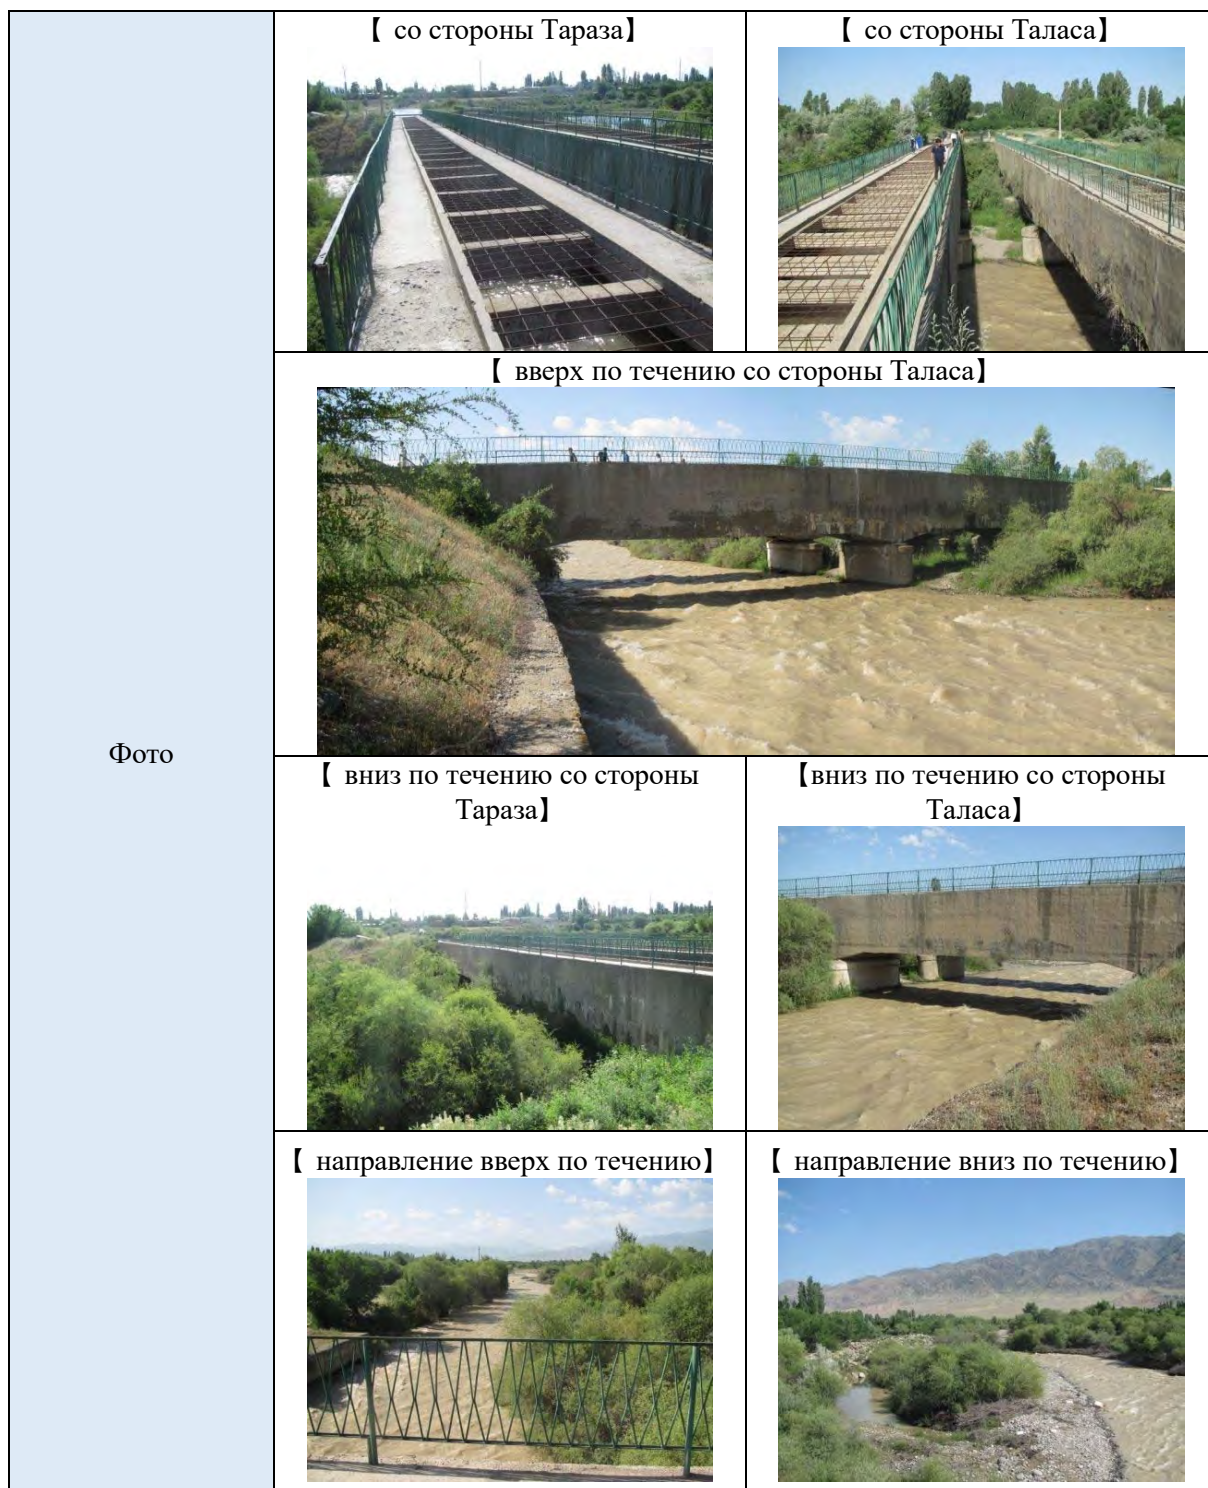 【 со стороны Тараза】
【 со стороны Таласа】
【 вверх по течению со стороны Таласа】
Фото
【 вниз по течению со стороны
Тараза】
【вниз по течению со стороны
Таласа】
【 направление вверх по течению】
【 направление вниз по течению】